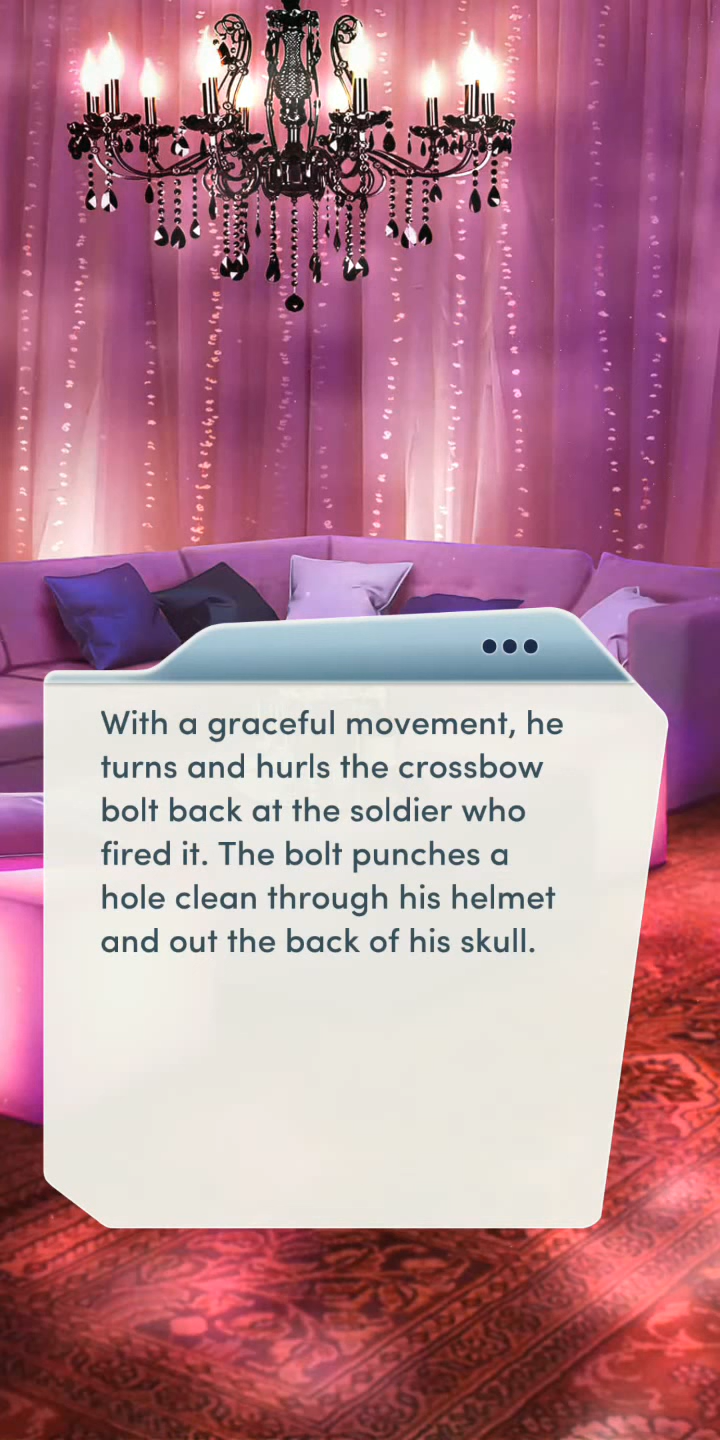 With a graceful movement, he
turns and hurls the crossbow
bolt back at the soldier who
fired it. The bolt punches a
hole clean through his helmet
and out the back of his skull.